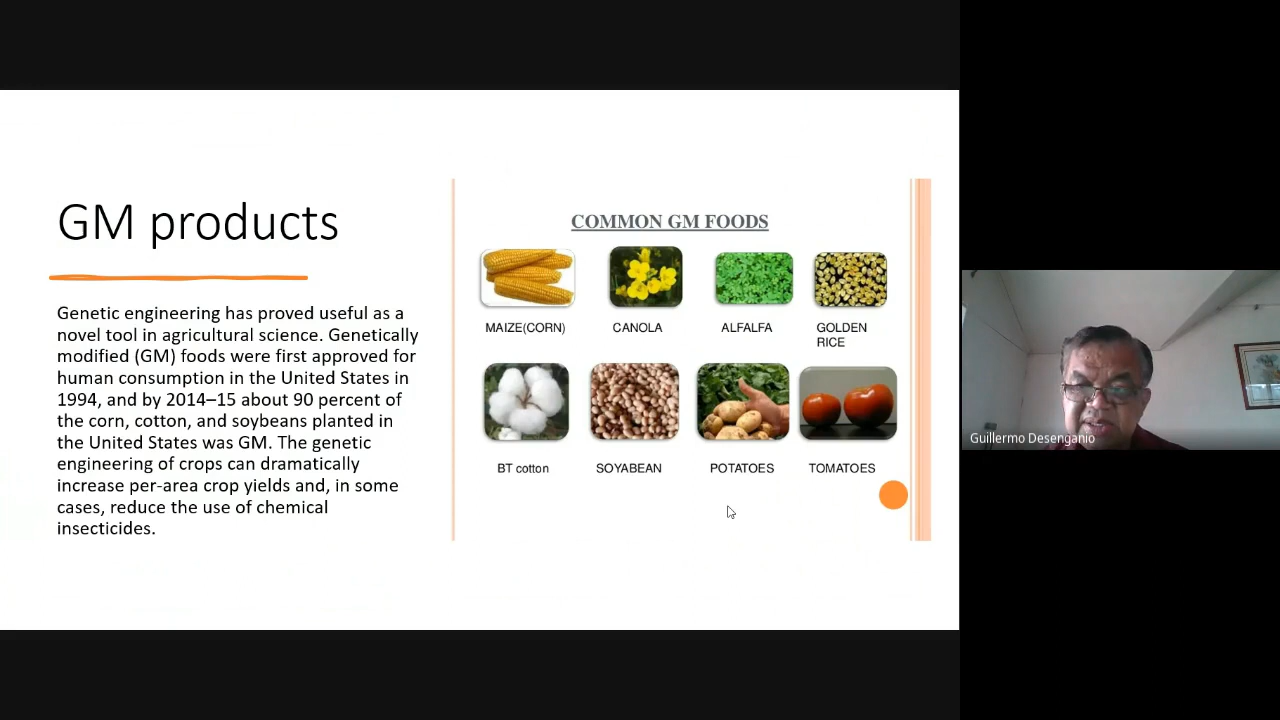 GM products
Genetic engineering has proved useful as a
novel tool in agricultural science. Genetically
modified (GM) foods were first approved for
human consumption in the United States in
1994, and by 2014–15 about 90 percent of
the corn, cotton, and soybeans planted in
the United States was GM. The genetic
engineering of crops can dramatically
increase per-area crop yields and, in some
cases, reduce the use of chemical
insecticides.
COMMON GM FOODS
MAIZE(CORN)
CANOLA
ALFALFA
GOLDEN
RICE
BT cotton
SOYABEAN
POTATOES
TOMATOES
Guillermo Desenganio